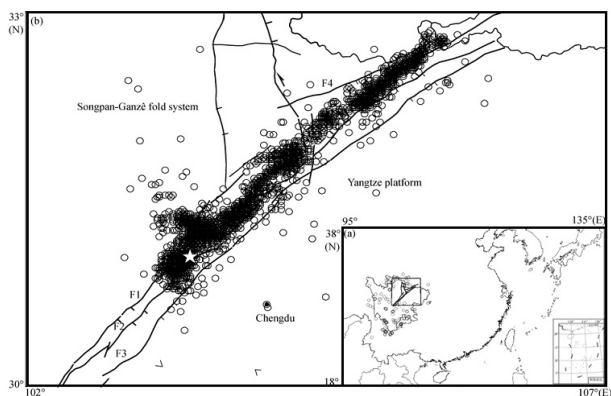 33°
(N)
(b)
F4
Songpan-Ganzê fold system
Yangtze platform
95°
135°(E)
38°
(N)
(a)
F1
F2
F3
Chengdu
30°
102°
18°
107°(E)